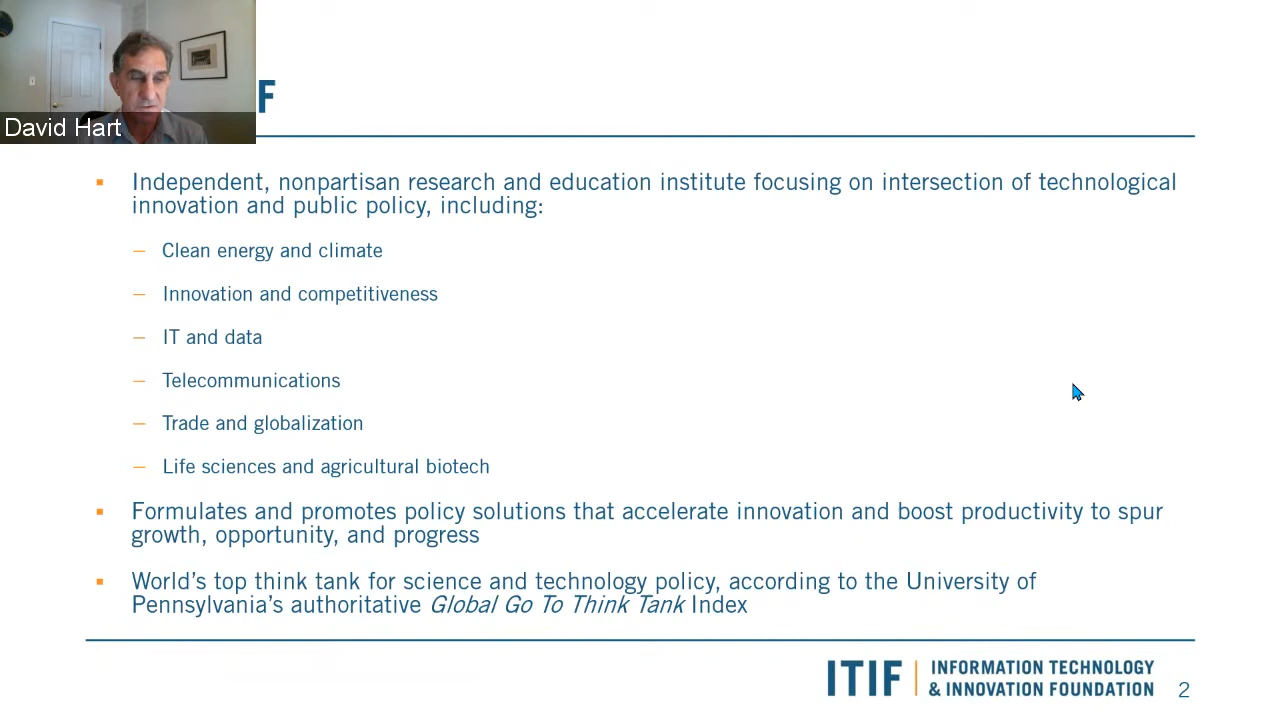 F
David Hart
▪ Independent, nonpartisan research and education institute focusing on intersection of technological
innovation and public policy, including:
– Clean energy and climate
– Innovation and competitiveness
– IT and data
– Telecommunications
– Trade and globalization
– Life sciences and agricultural biotech
▪ Formulates and promotes policy solutions that accelerate innovation and boost productivity to spur
growth, opportunity, and progress
▪ World’s top think tank for science and technology policy, according to the University of
Pennsylvania’s authoritative Global Go To Think Tank Index
ITIF | INFORMATION TECHNOLOGY
& INNOVATION FOUNDATION
2